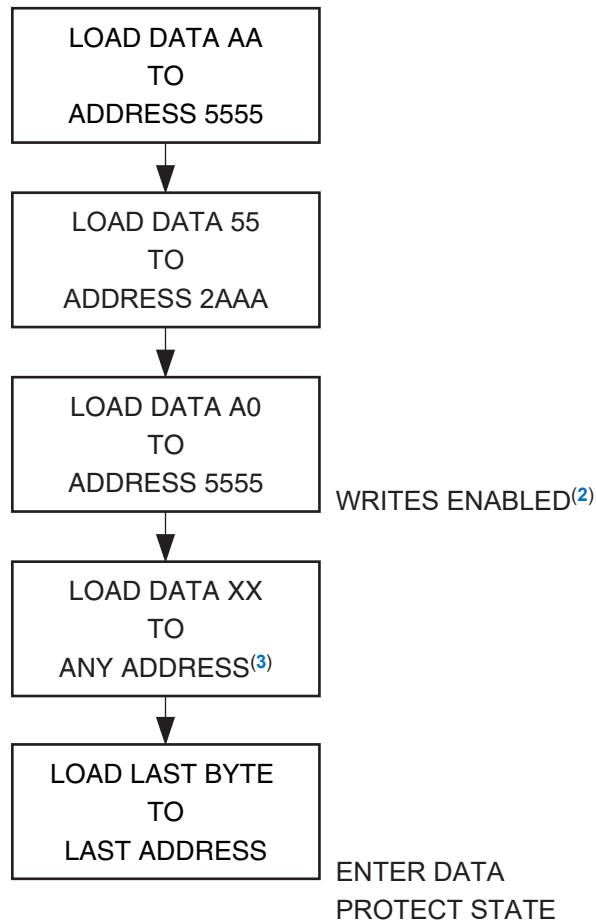 LOAD DATA AA
TO
ADDRESS 5555
LOAD DATA 55
TO
ADDRESS 2AAA
LOAD DATA A0
TO
ADDRESS 5555
WRITES ENABLED(2)
LOAD DATA XX
TO
ANY ADDRESS(3)
LOAD LAST BYTE
TO
LAST ADDRESS
ENTER DATA
PROTECT STATE